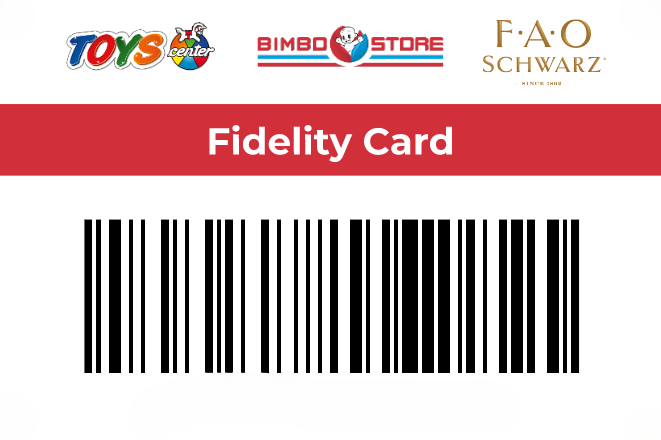 TOYS center
BIMBO STORE
F·A·O
SCHWARZ
SINCE 1862
Fidelity Card